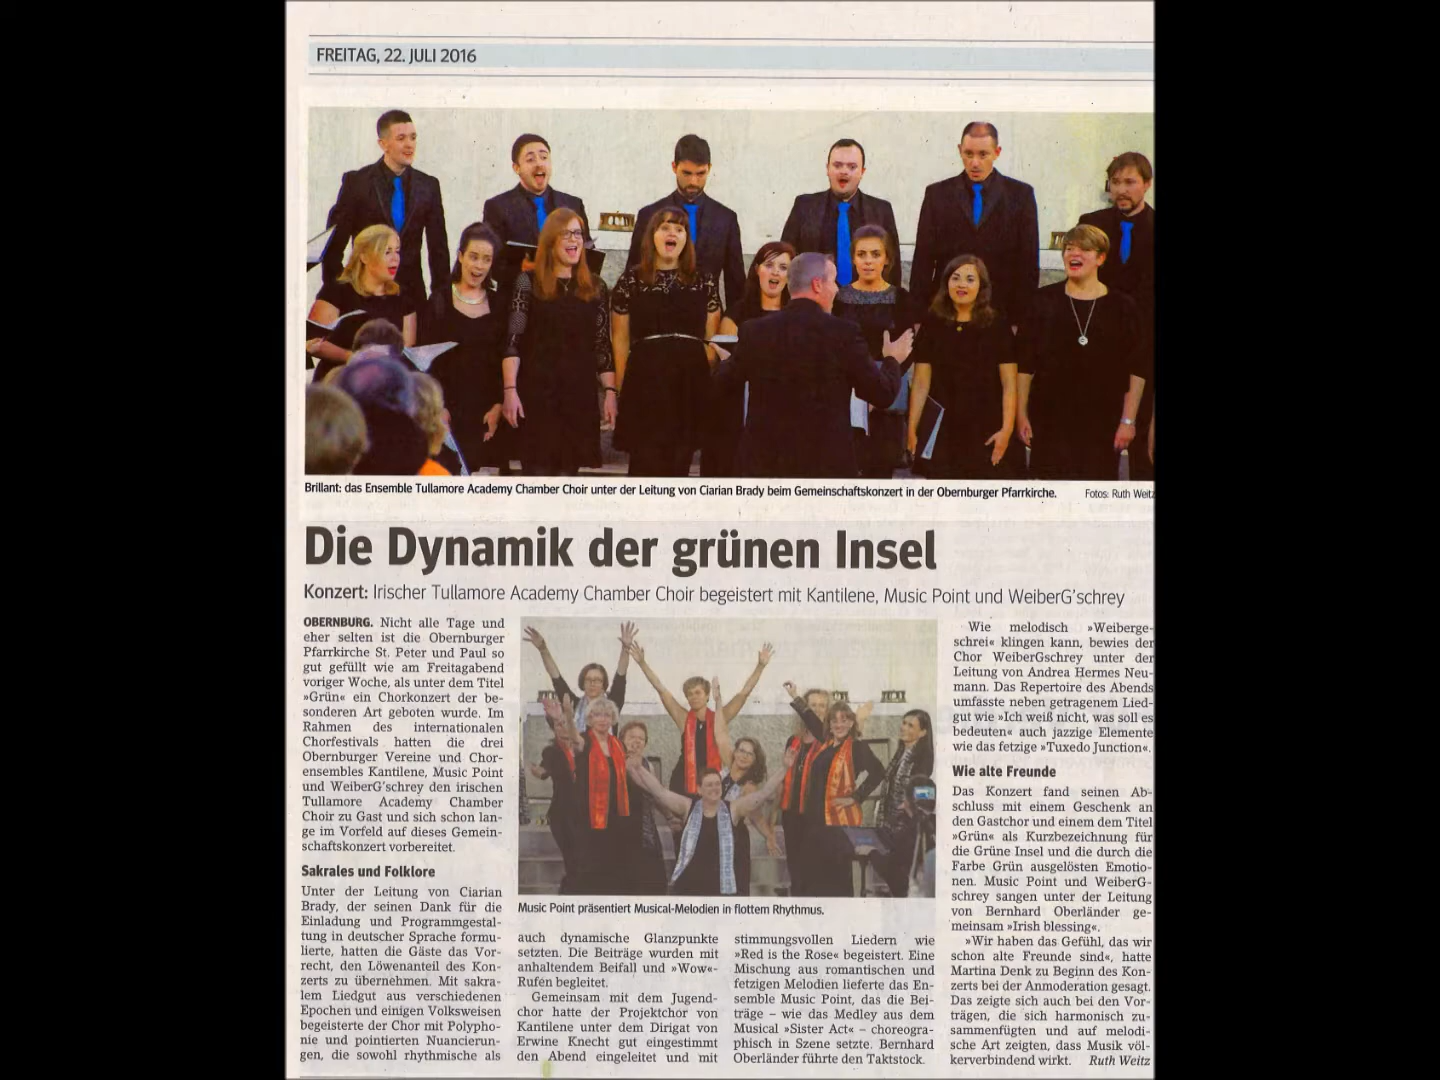 FREITAG, 22. JULI 2016
Brillant: das Ensemble Tullamore Academy Chamber Choir unter der Leitung von Ciarian Brady beim Gemeinschaftskonzert in der Obernburger Pfarrkirche.
Fotos: Ruth Weitz
Die Dynamik der grünen Insel
Konzert: Irischer Tullamore Academy Chamber Choir begeistert mit Kantilene, Music Point und WeiberG'schrey
OBERNBURG. Nicht alle Tage und
eher selten ist die Obernburger
Pfarrkirche St. Peter und Paul so
gut gefüllt wie am Freitagabend
voriger Woche, als unter dem Titel
»Grün« ein Chorkonzert der be-
sonderen Art geboten wurde. Im
Rahmen des internationalen
Chorfestivals hatten die drei
Obernburger Vereine und Chor-
ensembles Kantilene, Music Point
und WeiberG'schrey den irischen
Tullamore Academy Chamber
Choir zu Gast und sich schon lan-
ge im Vorfeld auf dieses Gemein-
schaftskonzert vorbereitet.
Sakrales und Folklore
Unter der Leitung von Ciarian
Brady, der seinen Dank für die
Einladung und Programmgestal-
tung in deutscher Sprache formu-
lierte, hatten die Gäste das Vor-
recht, den Löwenanteil des Kon-
zerts zu übernehmen. Mit sakra-
lem Liedgut aus verschiedenen
Epochen und einigen Volksweisen
begeisterte der Chor mit Polypho-
nie und pointierten Nuancierun-
gen, die sowohl rhythmische als
Music Point präsentiert Musical-Melodien in flottem Rhythmus.
auch dynamische Glanzpunkte
setzten. Die Beiträge wurden mit
anhaltendem Beifall und »Wow«-
Rufen begleitet.
Gemeinsam mit dem Jugend-
chor hatte der Projektchor von
Kantilene unter dem Dirigat von
Erwine Knecht gut eingestimmt
den Abend eingeleitet und mit
stimmungsvollen Liedern wie
»Red is the Rose« begeistert. Eine
Mischung aus romantischen und
fetzigen Melodien lieferte das En-
semble Music Point, das die Bei-
träge – wie das Medley aus dem
Musical »Sister Act« – choreogra-
phisch in Szene setzte. Bernhard
Oberländer führte den Taktstock.
Wie melodisch »Weiberge-
schrei« klingen kann, bewies der
Chor WeiberGschrey unter der
Leitung von Andrea Hermes Neu-
mann. Das Repertoire des Abends
umfasste neben getragenem Lied-
gut wie »Ich weiß nicht, was soll es
bedeuten« auch jazzige Elemente
wie das fetzige »Tuxedo Junction«.
Wie alte Freunde
Das Konzert fand seinen Ab-
schluss mit einem Geschenk an
den Gastchor und einem dem Titel
»Grün« als Kurzbezeichnung für
die Grüne Insel und die durch die
Farbe Grün ausgelösten Emotio-
nen. Music Point und WeiberG-
schrey sangen unter der Leitung
von Bernhard Oberländer ge-
meinsam »Irish blessing«.
»Wir haben das Gefühl, das wir
schon alte Freunde sind«, hatte
Martina Denk zu Beginn des Kon-
zerts bei der Anmoderation gesagt.
Das zeigte sich auch bei den Vor-
trägen, die sich harmonisch zu-
sammenfügten und auf melodi-
sche Art zeigten, dass Musik völ-
kerverbindend wirkt. Ruth Weitz